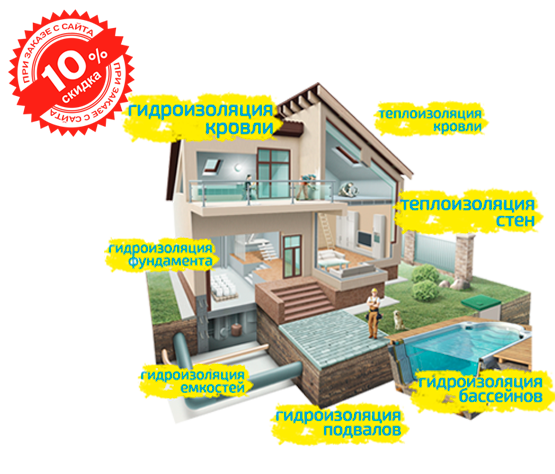 ПРИ ЗАКАЗЕ С САЙТА
10 %
скидка
ПРИ ЗАКАЗЕ С САЙТА
гидроизоляция
кровли
теплоизоляция
кровли
теплоизоляция
стен
гидроизоляция
фундамента
гидроизоляция
емкостей
гидроизоляция
бассейнов
гидроизоляция
подвалов